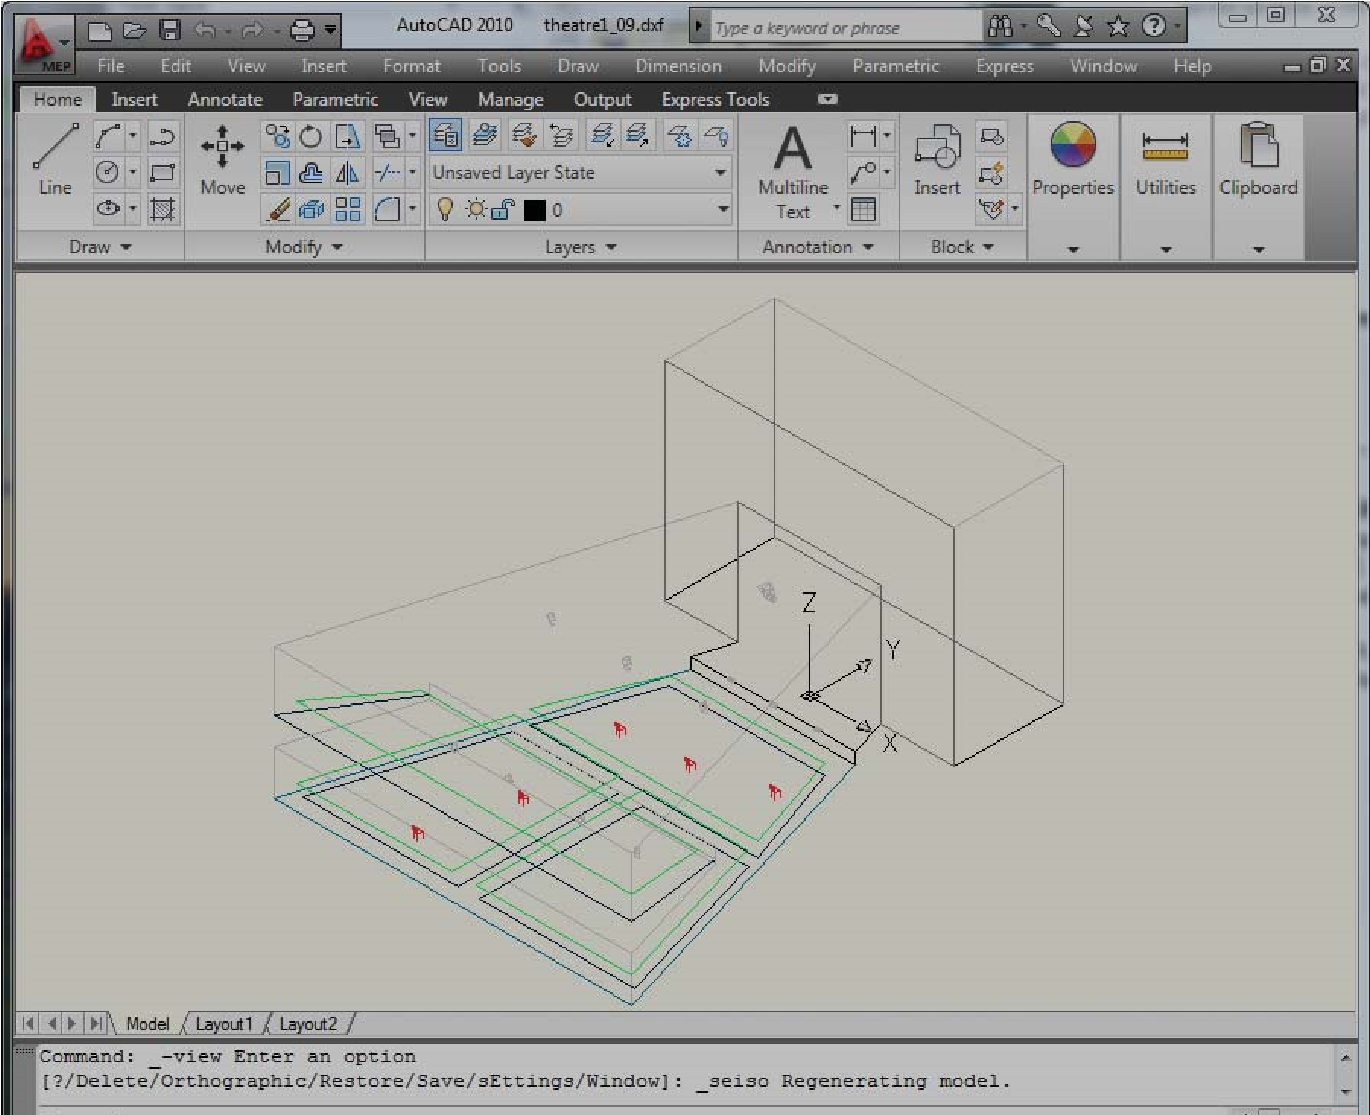 AutoCAD 2010 theatre1_09.dxf Type a keyword or phrase
MEP File Edit View Insert Format Tools Draw Dimension Modify Parametric Express Window Help
Home Insert Annotate Parametric View Manage Output Express Tools
Unsaved Layer State
Line Move Multiline Text Insert Properties Utilities Clipboard
0
Draw Modify Layers Annotation Block
Z
Y
X
Model Layout1 Layout2
Command: _-view Enter an option
[?/Delete/Orthographic/Restore/Save/sEttings/Window]: _seiso Regenerating model.